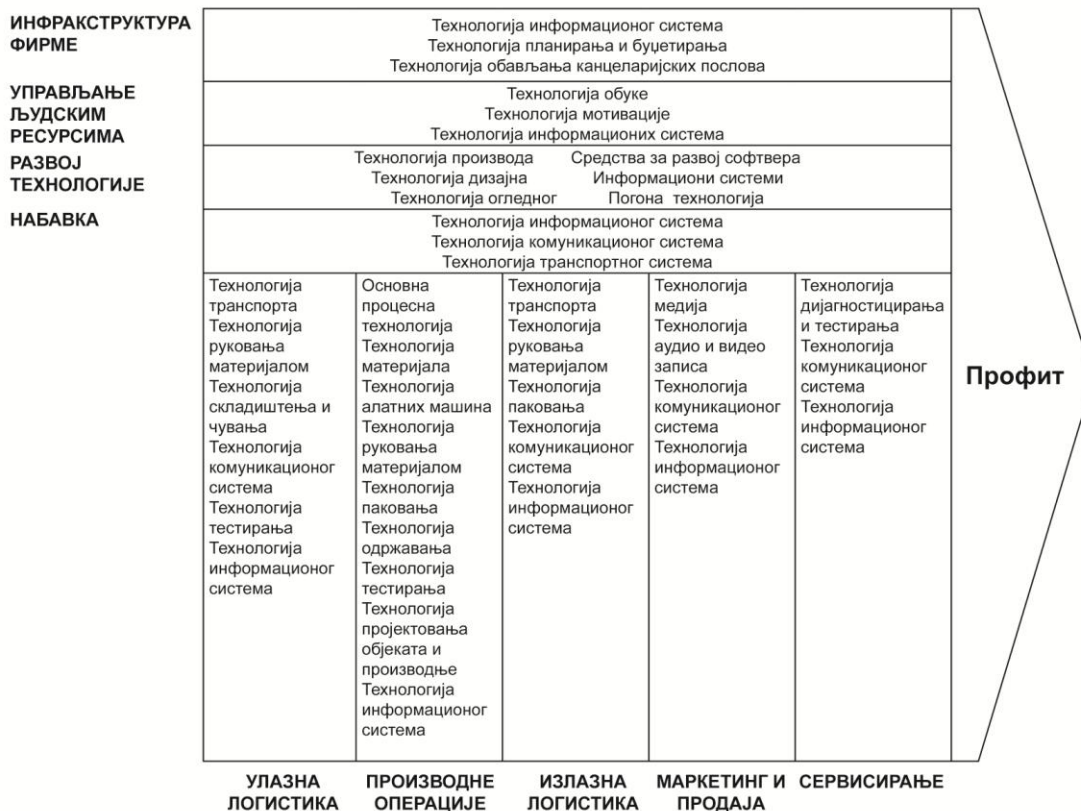 ИНФРАКСТРУКТУРА
ФИРМЕ
Технологија информационог система
Технологија планирања и буџетирања
Технологија обављања канцеларијских послова
УПРАВЉАЊЕ
ЉУДСКИМ
РЕСУРСИМА
Технологија обуке
Технологија мотивације
Технологија информационих система
РАЗВОЈ
ТЕХНОЛОГИЈЕ
Технологија производа Средства за развој софтвера
Технологија дизајна Информациони системи
Технологија огледног Погона технологија
НАБАВКА
Технологија информационог система
Технологија комуникационог система
Технологија транспортног система
Технологија
транспорта
Технологија
руковања
материјалом
Технологија
складиштења и
чувања
Технологија
комуникационог
система
Технологија
тестирања
Технологија
информационог
система
Основна
процесна
технологија
Технологија
материјала
Технологија
алатних машина
Технологија
руковања
материјалом
Технологија
паковања
Технологија
одржавања
Технологија
тестирања
Технологија
пројектовања
објеката и
производње
Технологија
информационог
система
Технологија
транспорта
Технологија
руковања
материјалом
Технологија
паковања
Технологија
комуникационог
система
Технологија
информационог
система
Технологија
медија
Технологија
аудио и видео
записа
Технологија
комуникационог
система
Технологија
информационог
система
Технологија
дијагностицирања
и тестирања
Технологија
комуникационог
система
Технологија
информационог
система
Профит
УЛАЗНА
ЛОГИСТИКА
ПРОИЗВОДНЕ
ОПЕРАЦИЈЕ
ИЗЛАЗНА
ЛОГИСТИКА
МАРКЕТИНГ И
ПРОДАЈА
СЕРВИСИРАЊЕ